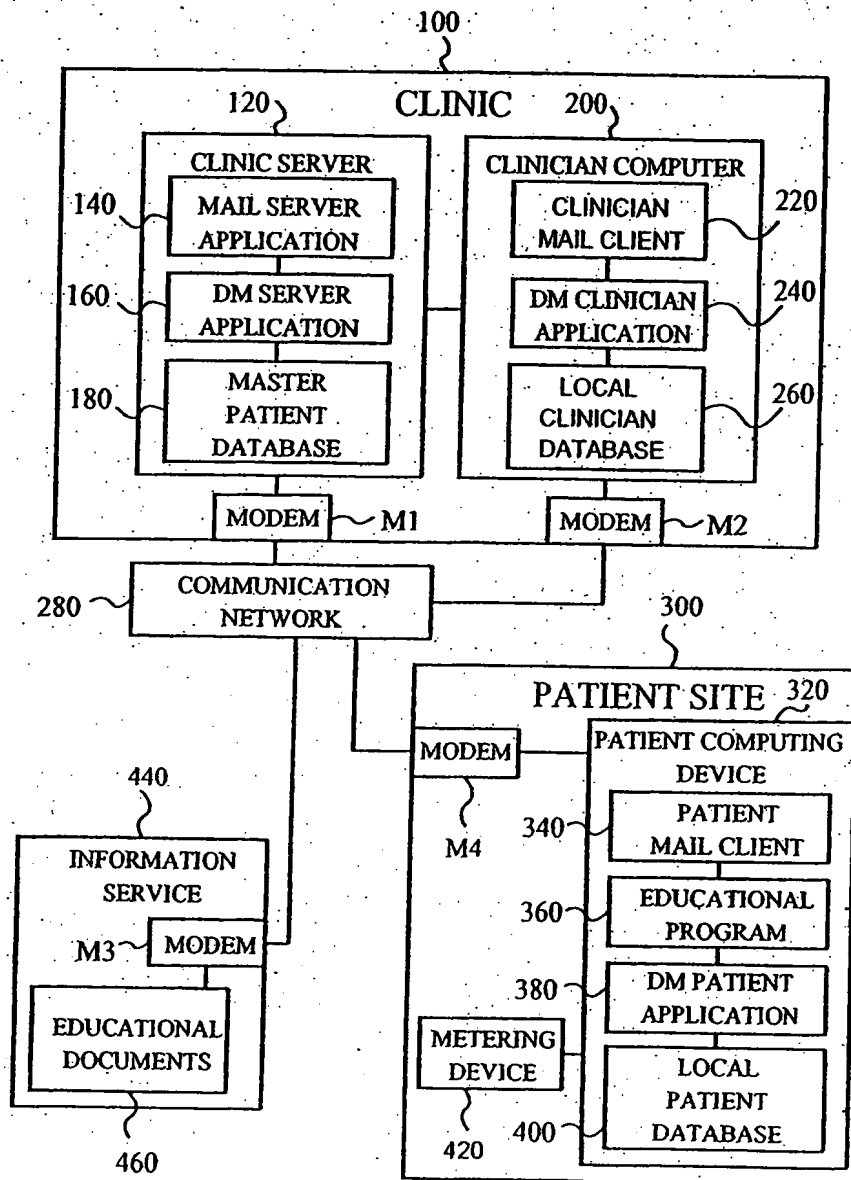 100
CLINIC
120
200
CLINIC SERVER
CLINICIAN COMPUTER
140
MAIL SERVER
APPLICATION
CLINICIAN
MAIL CLIENT
220
160
DM SERVER
APPLICATION
DM CLINICIAN
APPLICATION
240
180
MASTER
PATIENT
DATABASE
LOCAL
CLINICIAN
DATABASE
260
MODEM
M1
MODEM
M2
280
COMMUNICATION
NETWORK
300
PATIENT SITE
320
MODEM
M4
PATIENT COMPUTING
DEVICE
340
PATIENT
MAIL CLIENT
360
EDUCATIONAL
PROGRAM
380
DM PATIENT
APPLICATION
METERING
DEVICE
420
400
LOCAL
PATIENT
DATABASE
440
INFORMATION
SERVICE
M3
MODEM
EDUCATIONAL
DOCUMENTS
460